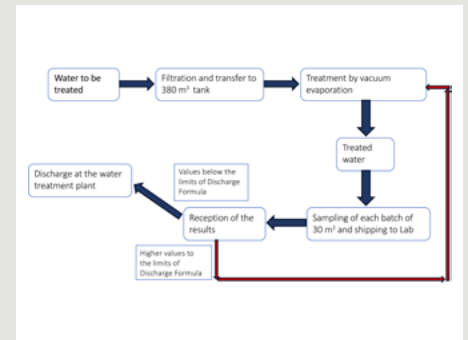 Water to be
treated
Filtration and transfer to
380 m³ tank
Treatment by vacuum
evaporation
Treated
water
Discharge at the water
treatment plant
Values below the
limits of Discharge
Formula
Reception of the
results
Sampling of each batch of
30 m³ and shipping to Lab
Higher values to
the limits of
Discharge Formula